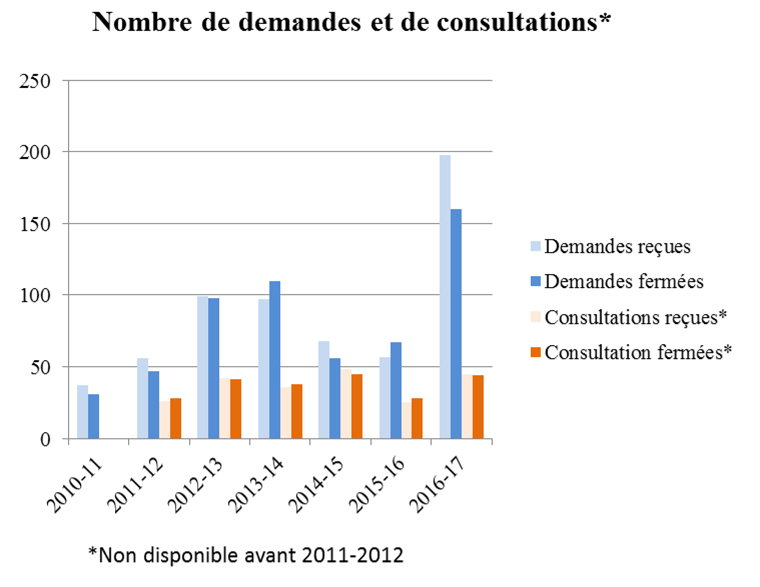 Nombre de demandes et de consultations*
250
200
150
100
50
0
2010-11
2011-12
2012-13
2013-14
2014-15
2015-16
2016-17
Demandes reçues
Demandes fermées
Consultations reçues*
Consultation fermées*
*Non disponible avant 2011-2012